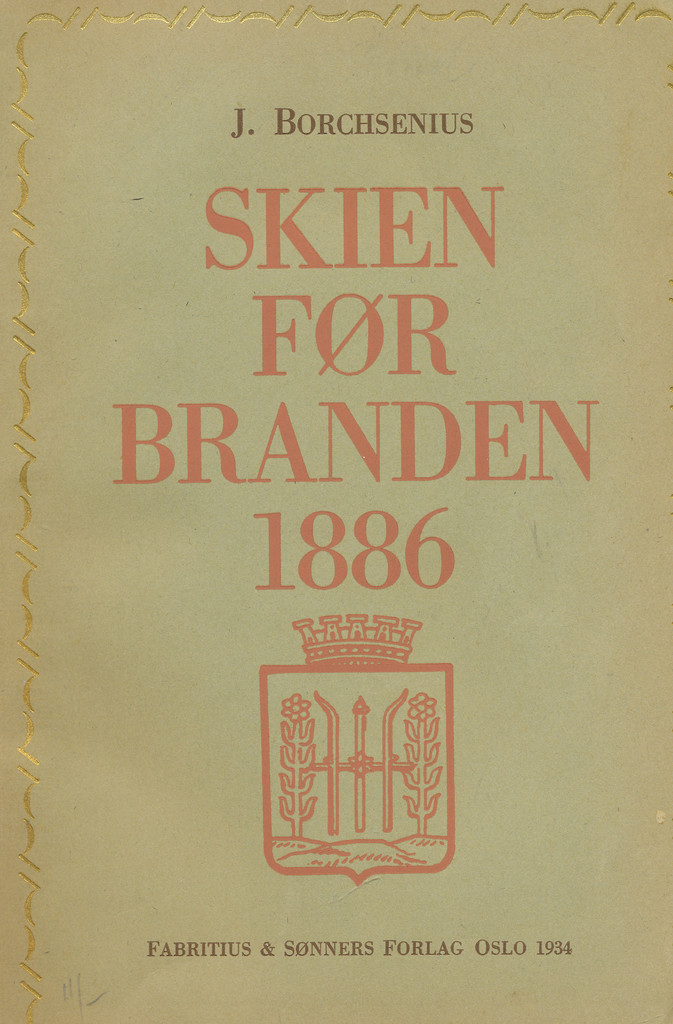 J. BORCHSENIUS
SKIEN
FØR
BRANDEN
1886
FABRITIUS & SØNNERS FORLAG OSLO 1934